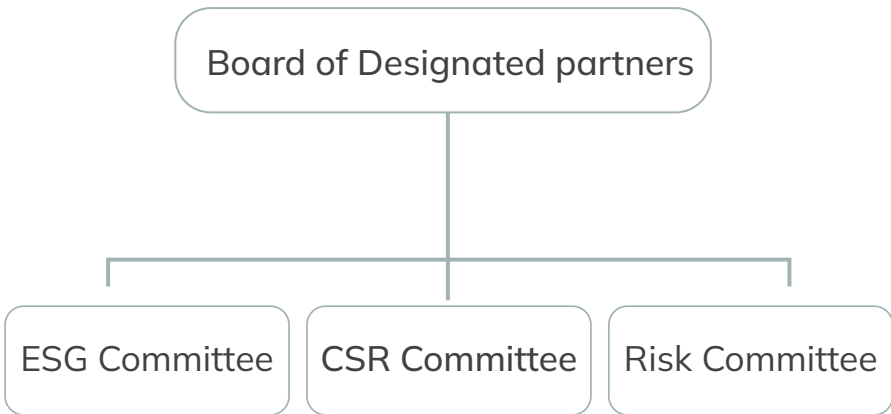 Board of Designated partners
ESG Committee
CSR Committee
Risk Committee